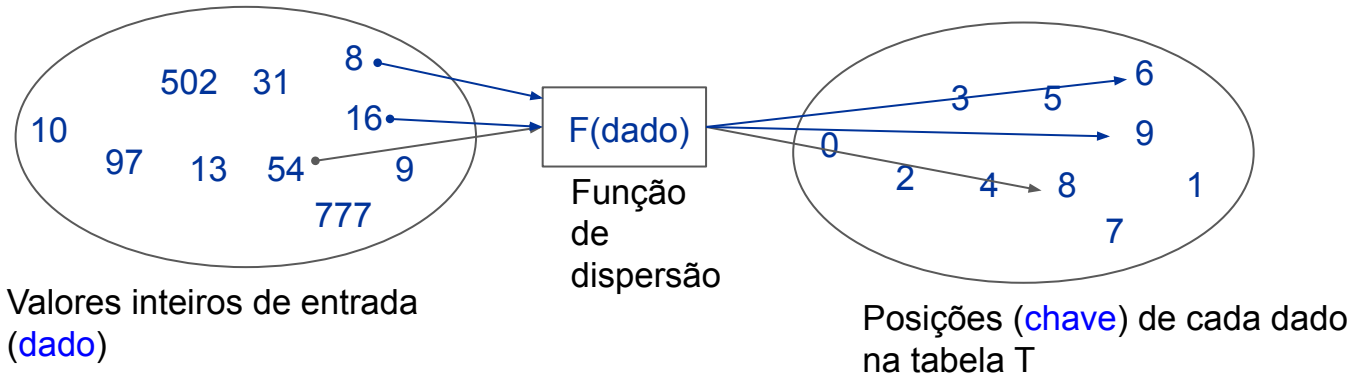 502 31 8
10 16
97 13 54 9
777
F(dado)
Função
de
dispersão
3 5 6
0 9
2 4 8 1
7
Valores inteiros de entrada
(dado)
Posições (chave) de cada dado
na tabela T